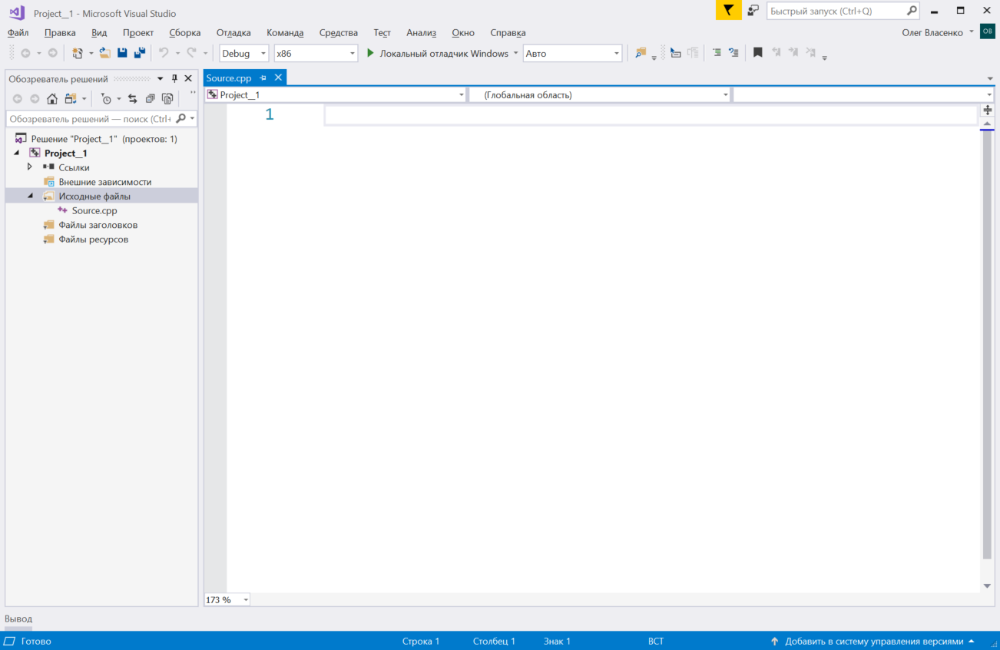 Project__1 - Microsoft Visual Studio
Быстрый запуск (Ctrl+Q)
Файл Правка Вид Проект Сборка Отладка Команда Средства Тест Анализ Окно Справка
Олег Власенко ОВ
Debug x86 Локальный отладчик Windows Авто
Обозреватель решений
Source.cpp
Project__1 (Глобальная область)
Обозреватель решений — поиск (Ctrl+
1
Решение "Project__1" (проектов: 1)
Project__1
Ссылки
Внешние зависимости
Исходные файлы
Source.cpp
Файлы заголовков
Файлы ресурсов
173 %
Вывод
Готово Строка 1 Столбец 1 Знак 1 ВСТ Добавить в систему управления версиями